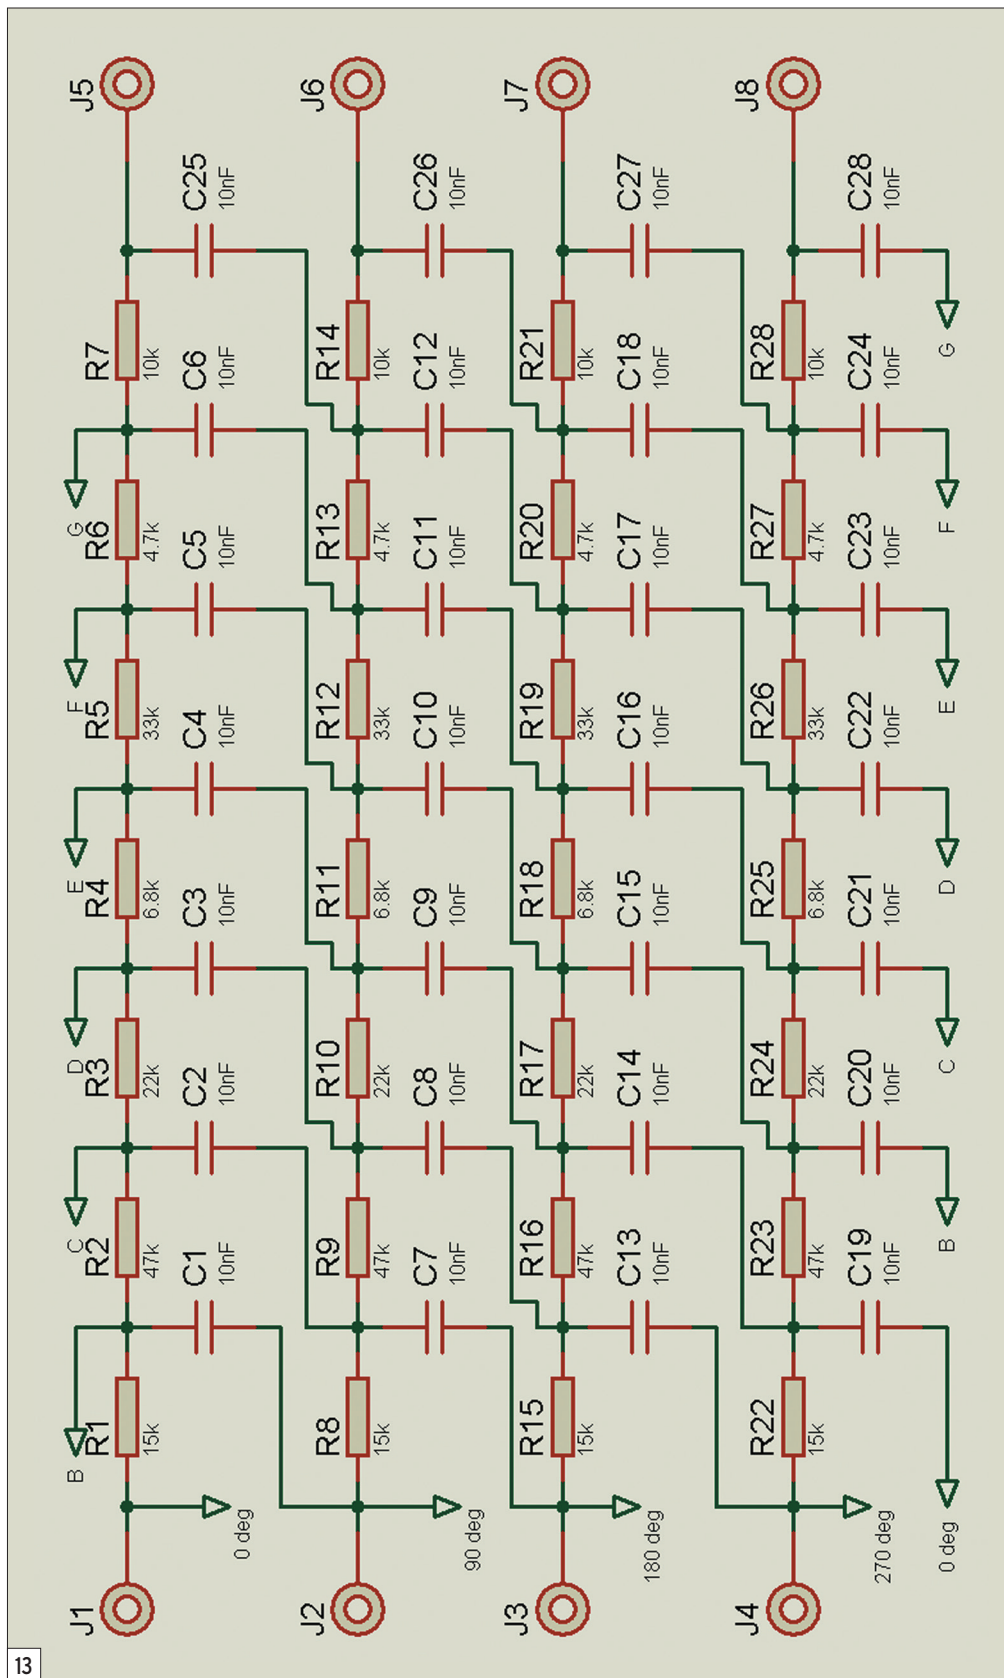 J5
J6
J7
J8
C25
10nF
C26
10nF
C27
10nF
C28
10nF
R7
10k
R14
10k
R21
10k
R28
10k
C6
10nF
C12
10nF
C18
10nF
C24
10nF
G
G
R6
4.7k
R13
4.7k
R20
4.7k
R27
4.7k
C5
10nF
C11
10nF
C17
10nF
C23
10nF
F
F
R5
33k
R12
33k
R19
33k
R26
33k
C4
10nF
C10
10nF
C16
10nF
C22
10nF
E
E
R4
6.8k
R11
6.8k
R18
6.8k
R25
6.8k
C3
10nF
C9
10nF
C15
10nF
C21
10nF
D
D
R3
22k
R10
22k
R17
22k
R24
22k
C2
10nF
C8
10nF
C14
10nF
C20
10nF
C
C
R2
47k
R9
47k
R16
47k
R23
47k
C1
10nF
C7
10nF
C13
10nF
C19
10nF
B
B
R1
15k
R8
15k
R15
15k
R22
15k
0 deg
90 deg
180 deg
270 deg
0 deg
J1
J2
J3
J4
13